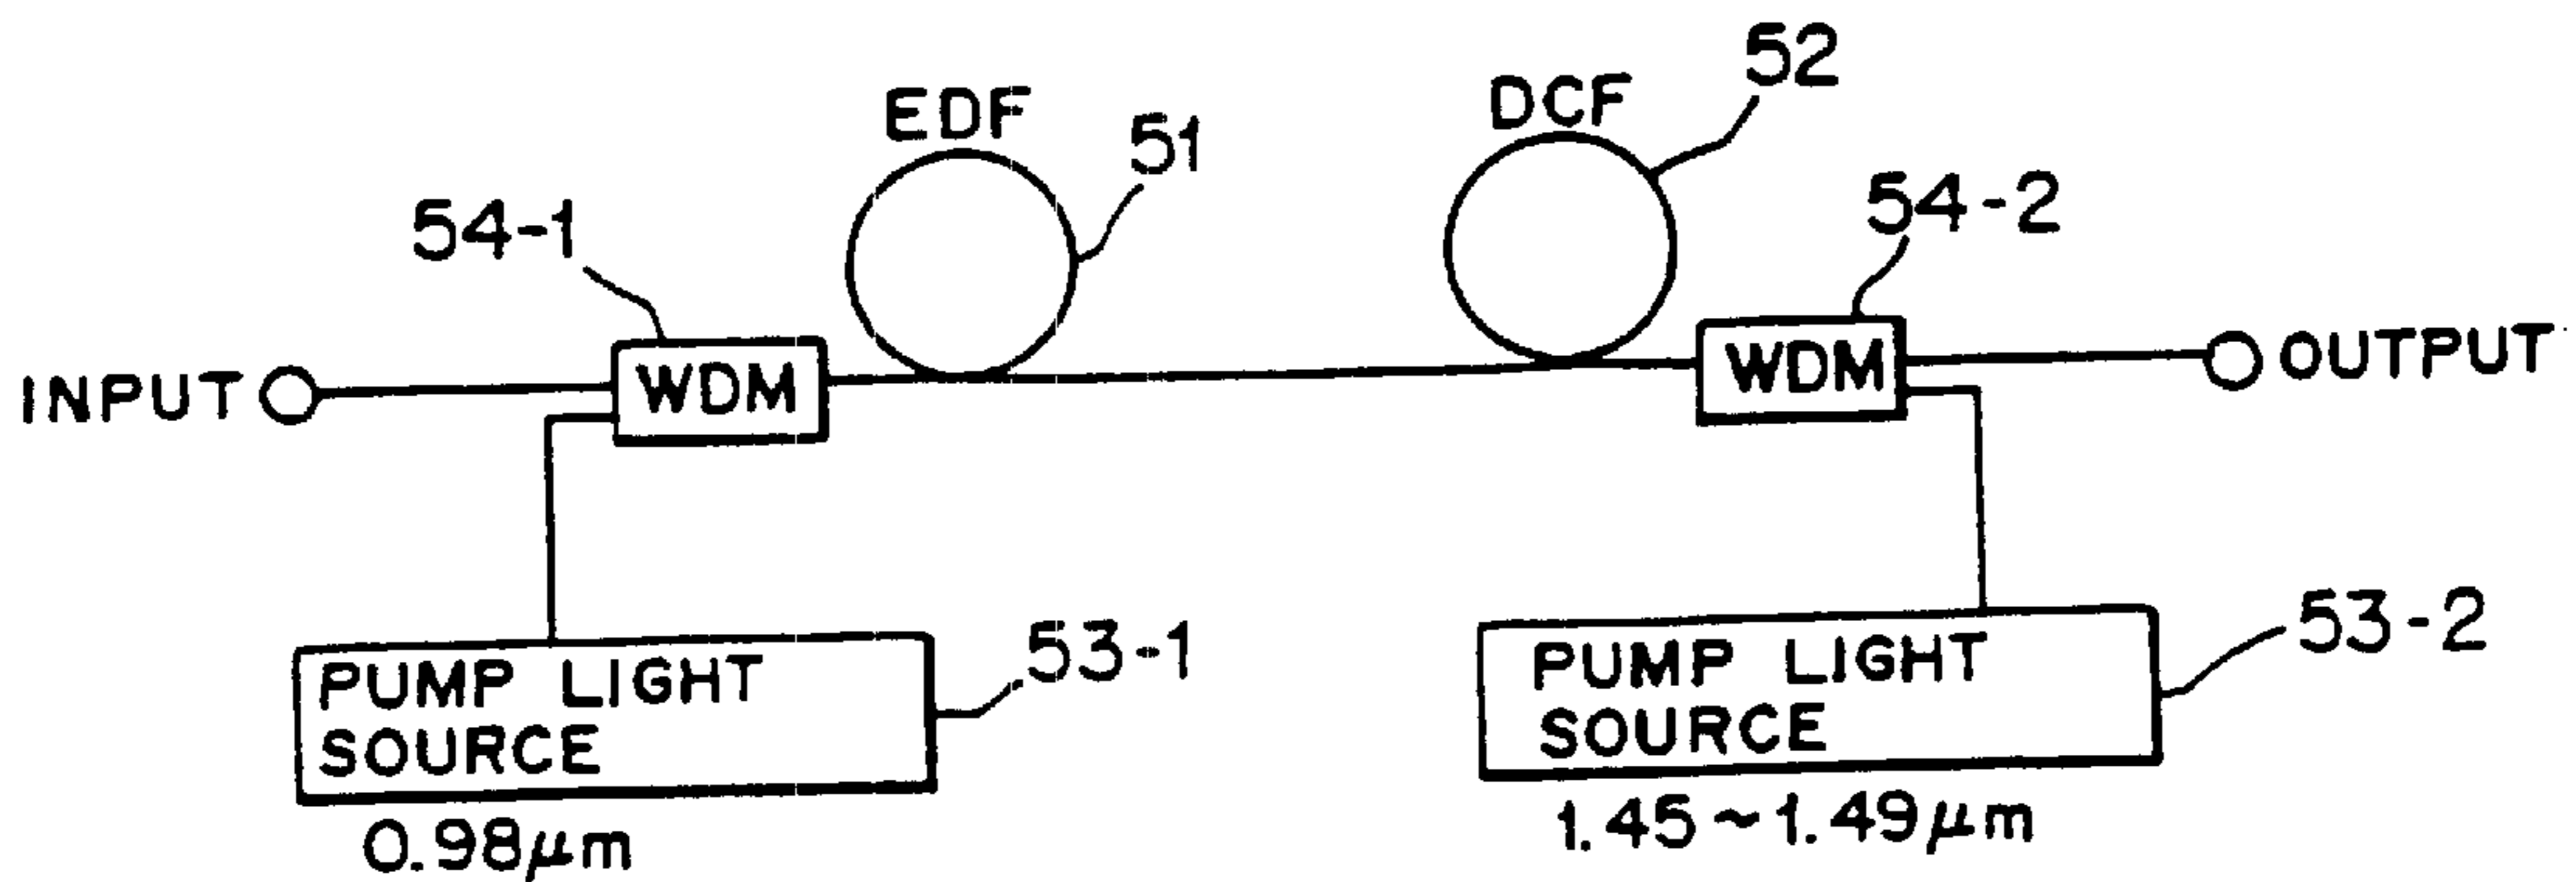 52
DCF
EDF
51
54-2
54-1
WDM
OUTPUT
WDM
INPUT
53-2
53-1
PUMP LIGHT
SOURCE
PUMP LIGHT
SOURCE
0.98μm
1.45~1.49μm